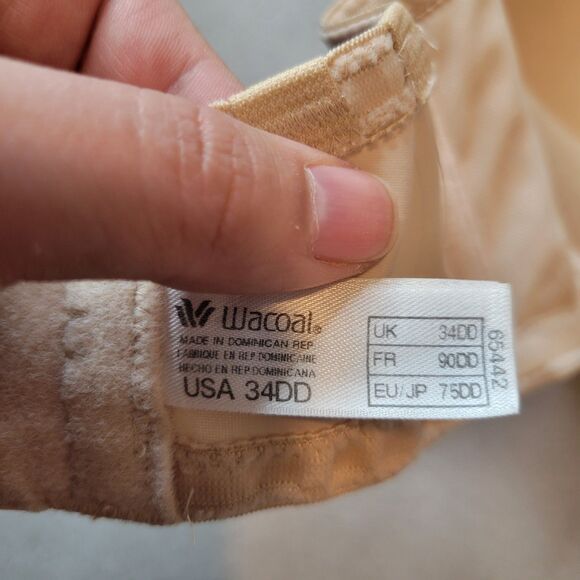 Wacoal®
MADE IN DOMINICAN REP.
FABRIQUE EN REP.DOMINICAINE
HECHO EN REP.DOMINICANA
USA 34DD
UK 34DD
FR 90DD
EU/JP 75DD
65442